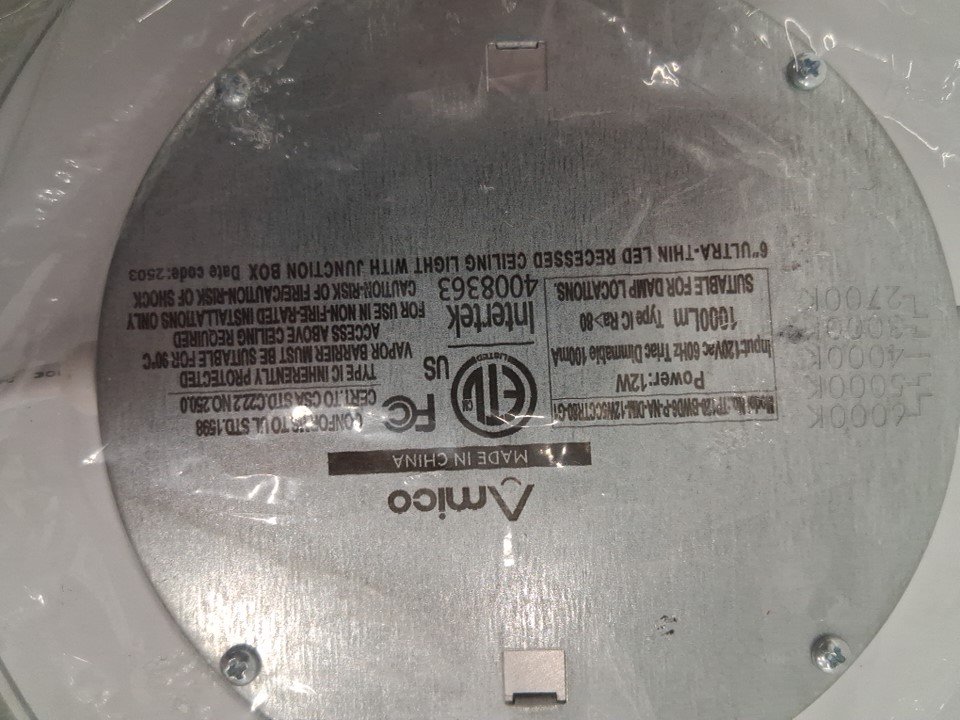 Amico
MADE IN CHINA
Power:12W
Input:120Vac 60Hz Triac Dimmable 100mA
Type IC Ra>80
SUITABLE FOR DAMP LOCATIONS.
ETL
LISTED
US
Intertek
4008363
FC
CONFORMS TO UL STD.1598
CERT.TO CSA STD.C22.2 NO.250.0
TYPE IC INHERENTLY PROTECTED
VAPOR BARRIER MUST BE SUITABLE FOR 90°C
ACCESS ABOVE CEILING REQUIRED
FOR USE IN NON-FIRE-RATED INSTALLATIONS ONLY
CAUTION-RISK OF FIRECAUTION-RISK OF SHOCK
6"ULTRA-THIN LED RECESSED CEILING LIGHT WITH JUNCTION BOX Date code:2503
6000K
5000K
4000K
3000K
2700K